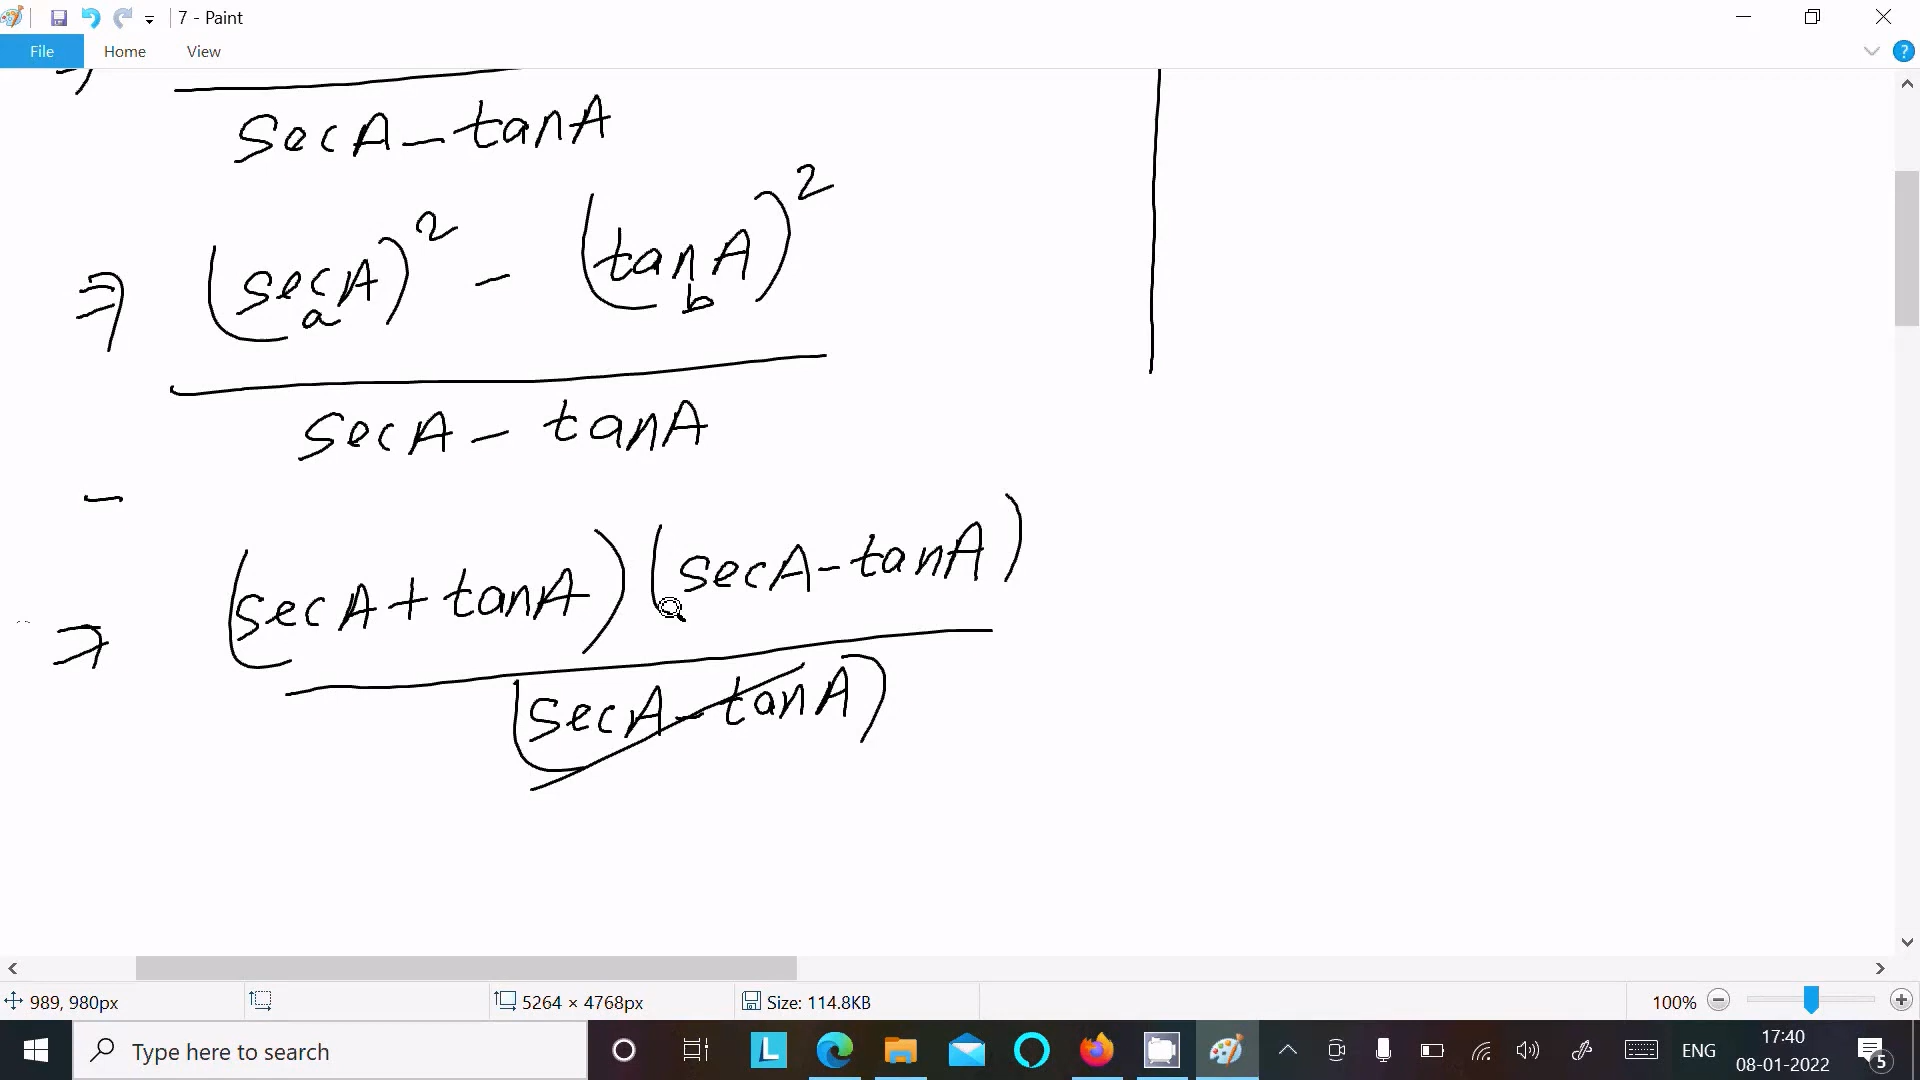 7 - Paint
File Home View
⇒
secA - tanA
⇒ (secA)² - (tanA)²
a b
secA - tanA
-
⇒ (secA + tanA) (secA - tanA)
(secA - tanA)
989, 980px 5264 × 4768px Size: 114.8KB 100%
Type here to search L ENG 17:40
08-01-2022 5